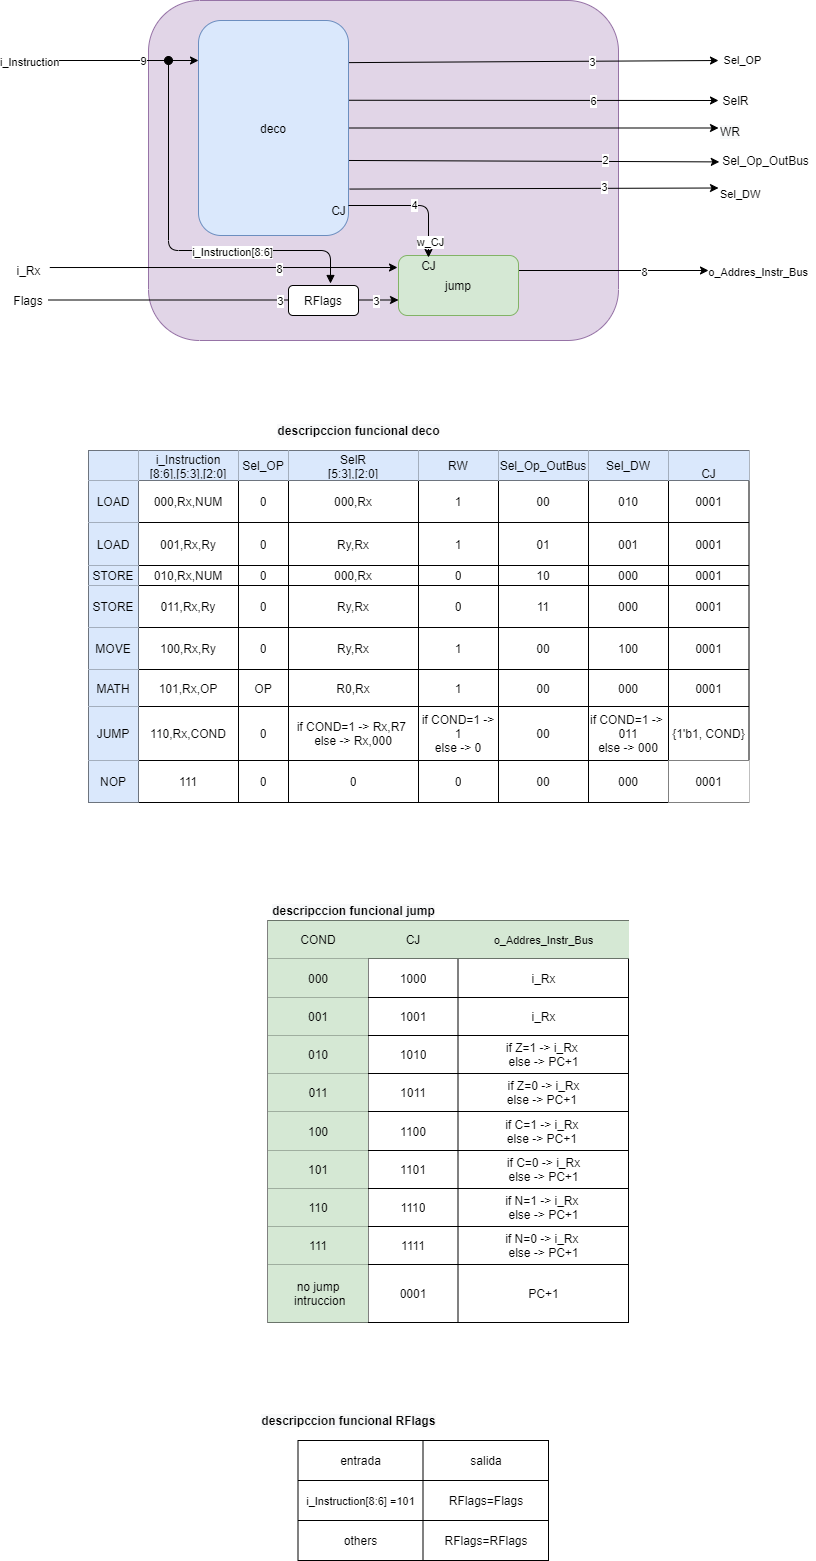 i_Instruction
9
deco
3
Sel_OP
6
SelR
WR
2
Sel_Op_OutBus
3
Sel_DW
CJ
4
w_CJ
i_Instruction[8:6]
i_Rx
8
CJ
jump
8
o_Addres_Instr_Bus
Flags
3
RFlags
3
descripccion funcional deco
i_Instruction
[8:6],[5:3],[2:0]
Sel_OP
SelR
[5:3],[2:0]
RW
Sel_Op_OutBus
Sel_DW
CJ
LOAD
000,Rx,NUM
0
000,Rx
1
00
010
0001
LOAD
001,Rx,Ry
0
Ry,Rx
1
01
001
0001
STORE
010,Rx,NUM
0
000,Rx
0
10
000
0001
STORE
011,Rx,Ry
0
Ry,Rx
0
11
000
0001
MOVE
100,Rx,Ry
0
Ry,Rx
1
00
100
0001
MATH
101,Rx,OP
OP
R0,Rx
1
00
000
0001
JUMP
110,Rx,COND
0
if COND=1 -> Rx,R7
else -> Rx,000
if COND=1 ->
1
else -> 0
00
if COND=1 ->
011
else -> 000
{1'b1, COND}
NOP
111
0
0
0
00
000
0001
descripccion funcional jump
COND
CJ
o_Addres_Instr_Bus
000
1000
i_Rx
001
1001
i_Rx
010
1010
if Z=1 -> i_Rx
else -> PC+1
011
1011
if Z=0 -> i_Rx
else -> PC+1
100
1100
if C=1 -> i_Rx
else -> PC+1
101
1101
if C=0 -> i_Rx
else -> PC+1
110
1110
if N=1 -> i_Rx
else -> PC+1
111
1111
if N=0 -> i_Rx
else -> PC+1
no jump
intruccion
0001
PC+1
descripccion funcional RFlags
entrada
salida
i_Instruction[8:6] =101
RFlags=Flags
others
RFlags=RFlags